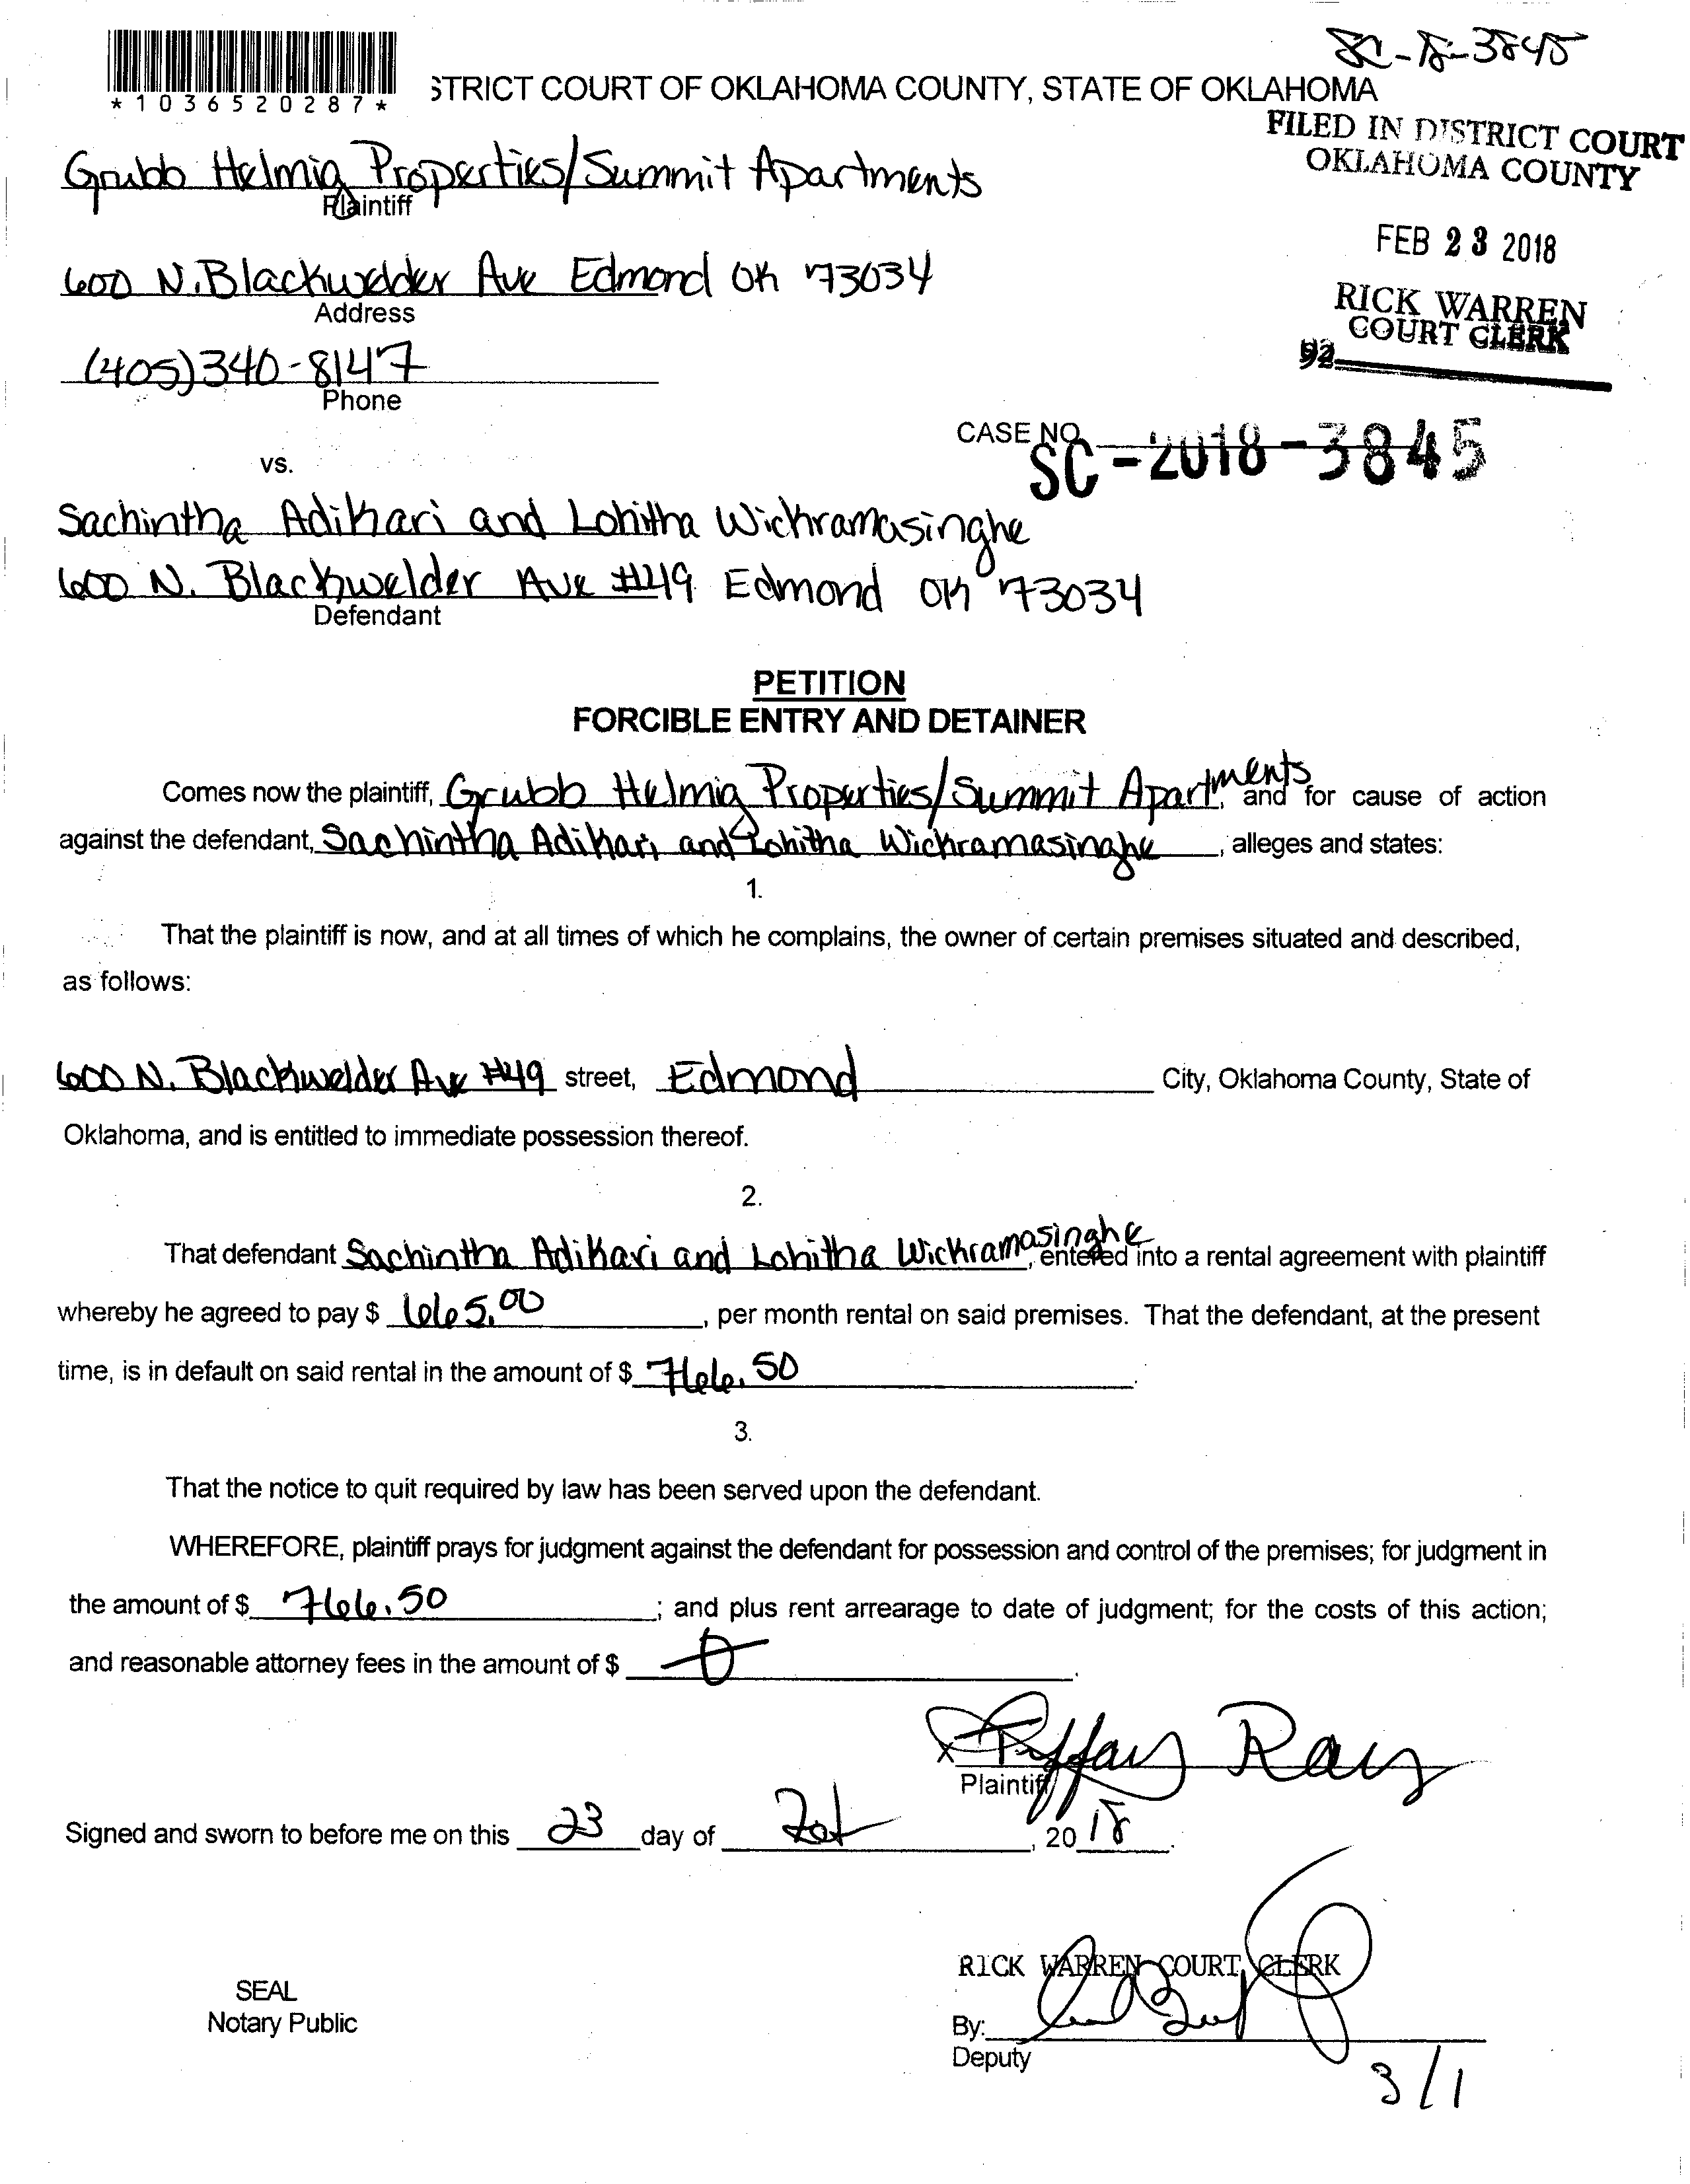 SC-18-3845
*1036520287*
STRICT COURT OF OKLAHOMA COUNTY, STATE OF OKLAHOMA
FILED IN DISTRICT COURT
OKLAHOMA COUNTY
Grubb Helmig Properties/Summit Apartments
Plaintiff
FEB 23 2018
600 N. Blackwelder Ave Edmond OK 73034
Address
RICK WARREN
COURT CLERK
92
(405)340-8147
Phone
CASE NO.
SC-2018-3845
vs.
Sachintha Adikari and Lohitha Wickramasinghe
600 N. Blackwelder Ave #49 Edmond OK 73034
Defendant
PETITION
FORCIBLE ENTRY AND DETAINER
Comes now the plaintiff, Grubb Helmig Properties/Summit Apartments, and for cause of action
against the defendant, Sachintha Adikari and Lohitha Wickramasinghe, alleges and states:
1.
That the plaintiff is now, and at all times of which he complains, the owner of certain premises situated and described,
as follows:
600 N. Blackwelder Ave #49 street, Edmond City, Oklahoma County, State of
Oklahoma, and is entitled to immediate possession thereof.
2.
That defendant Sachintha Adikari and Lohitha Wickramasinghe, entered into a rental agreement with plaintiff
whereby he agreed to pay $ 665.00, per month rental on said premises. That the defendant, at the present
time, is in default on said rental in the amount of $ 766.50.
3.
That the notice to quit required by law has been served upon the defendant.
WHEREFORE, plaintiff prays for judgment against the defendant for possession and control of the premises; for judgment in
the amount of $ 766.50; and plus rent arrearage to date of judgment; for the costs of this action;
and reasonable attorney fees in the amount of $ 0.
x Tiffany Ray
Plaintiff
Signed and sworn to before me on this 23 day of Feb, 2018.
RICK WARREN COURT CLERK
SEAL
Notary Public
By:
Deputy
3/1